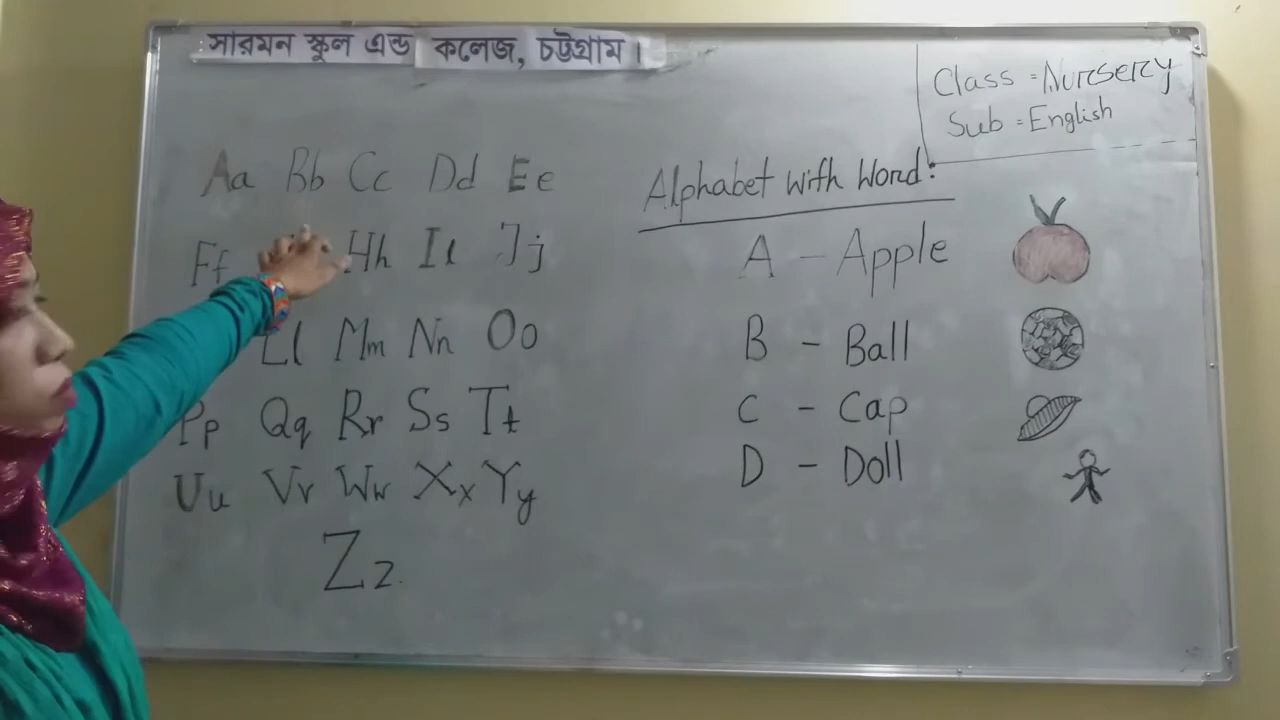 সারমন স্কুল এন্ড কলেজ, চট্টগ্রাম।
Class = Nursery
Sub = English
Aa Bb Cc Dd Ee
Ff Hh Ii Jj
Ll Mm Nn Oo
Pp Qq Rr Ss Tt
Uu Vv Ww Xx Yy
Zz.
Alphabet with Word:
A - Apple
B - Ball
C - Cap
D - Doll